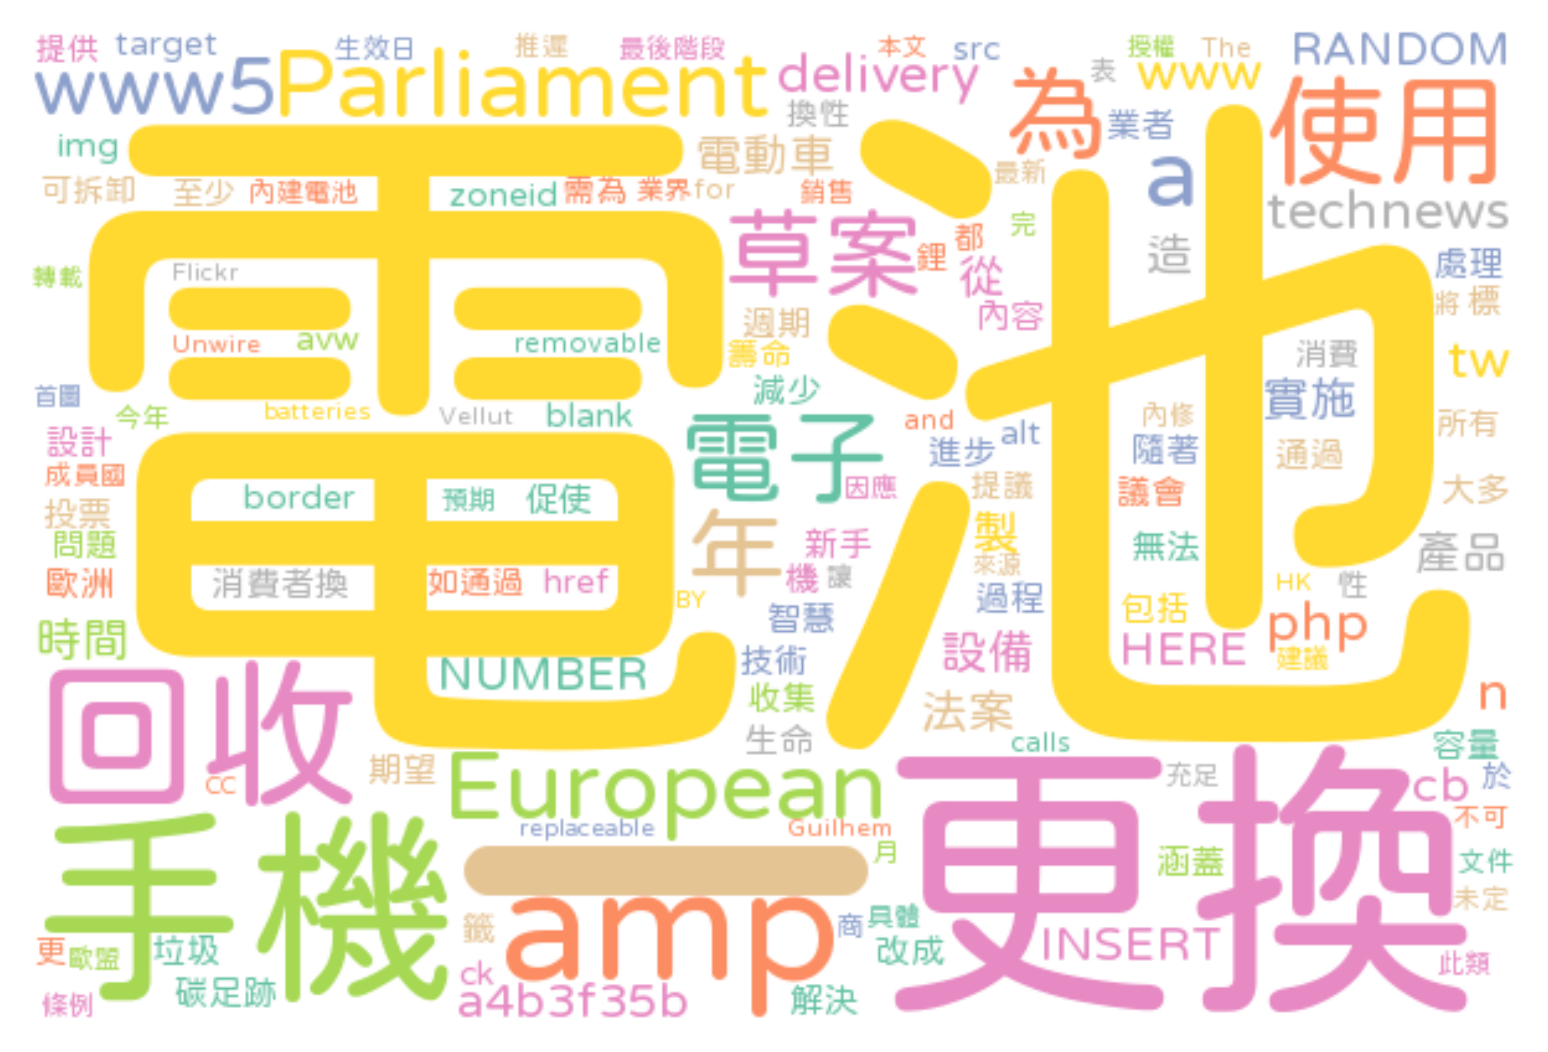 提供 target 生效日 推遲 最後階段 本文 src 授權 The RANDOM
www5 Parliament delivery 為 表 www 使用
img 換性 業者
電池
電動車 a technews
可拆卸 至少 內建電池 zoneid 需為 業界 for 銷售 最新
草案 鋰 都 完 造
轉載 Flickr 從 處理
週期 內容 將 標
Unwire avw removable 籌命 消費 tw
首圖 減少 實施
今年 batteries Vellut blank and alt 內修 所有
設計 電子 進步 隨著 通過
成員國 因應 提議 議會 大多
投票 border 預期 促使
問題 年 新手 製 無法 產品
歐洲 消費者換 如通過 href 機 讓 來源 HK 性
BY 智慧 過程 包括 php
時間 設備 HERE 建議
回收 NUMBER 技術 收集 法案 n
生命 calls 容量
CC 期望 European 更換 充足 cb 於
手機 replaceable Guilhem 不可
月 涵蓋 文件
籤 amp 商 具體 未定
更 歐盟 垃圾 改成 INSERT 此類
條例 碳足跡 ck a4b3f35b 解決